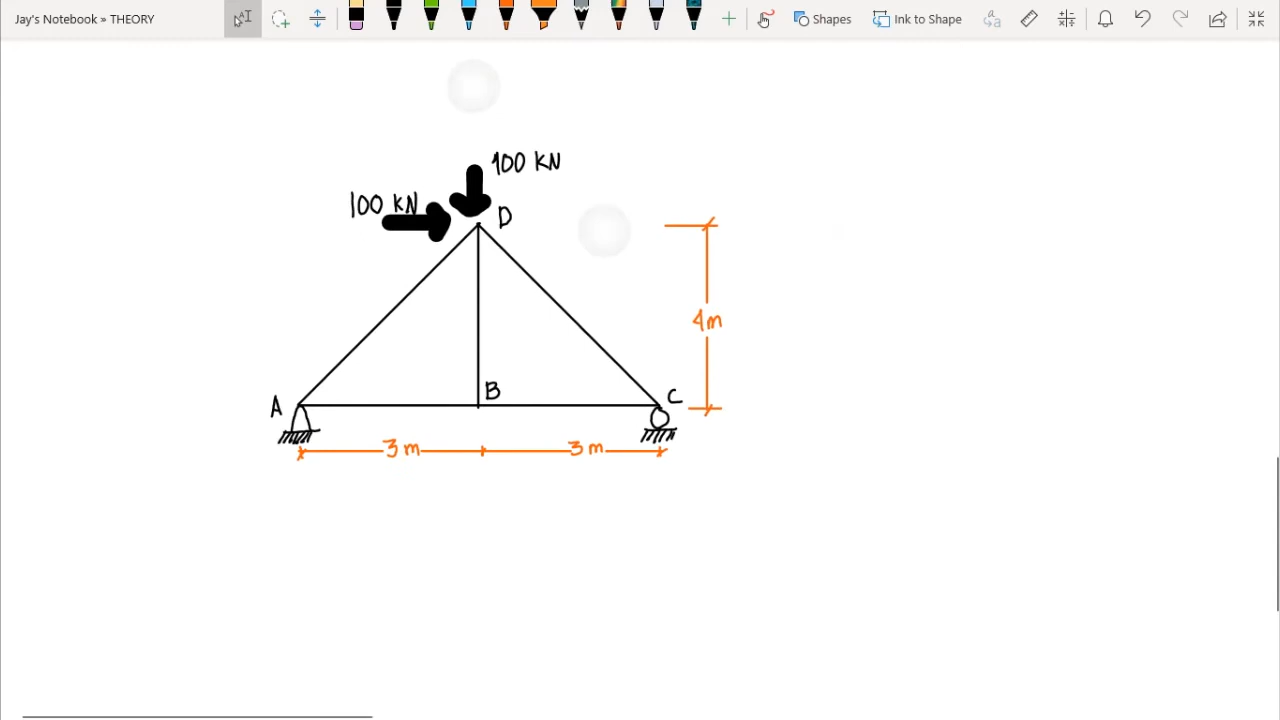 Jay's Notebook » THEORY
Shapes
Ink to Shape
100 KN
100 KN
D
4m
B
A
C
3 m
3 m